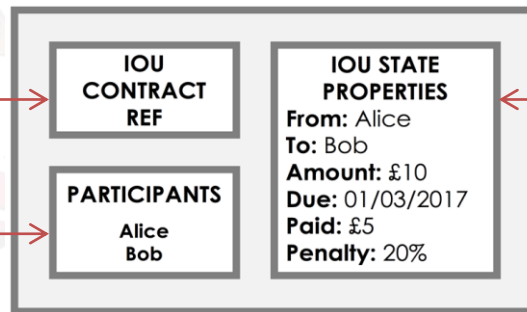 IOU
CONTRACT
REF
PARTICIPANTS
Alice
Bob
IOU STATE
PROPERTIES
From: Alice
To: Bob
Amount: £10
Due: 01/03/2017
Paid: £5
Penalty: 20%